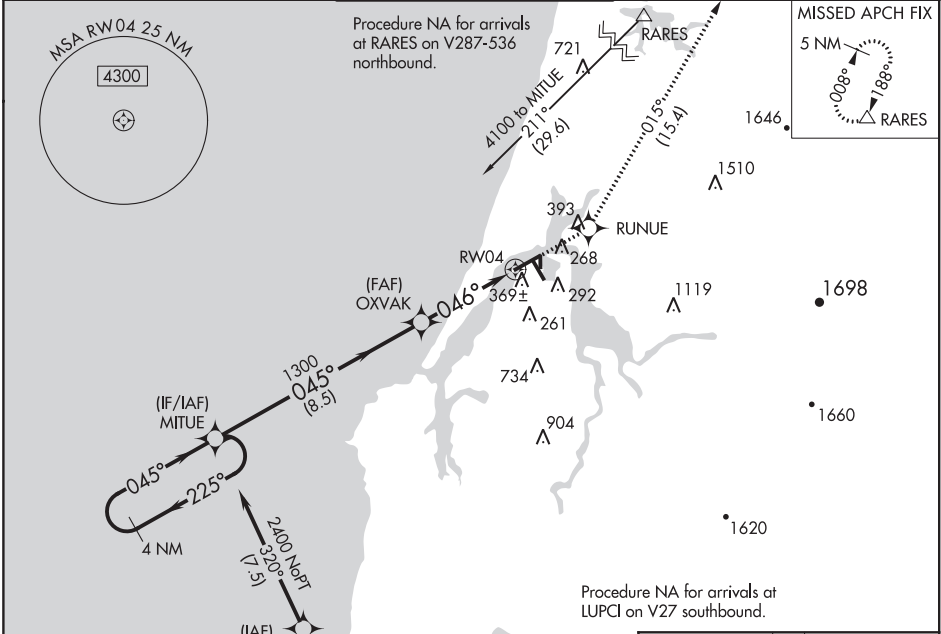 MSA RW04 25 NM
4300
Procedure NA for arrivals
at RARES on V287-536
northbound.
RARES
721
4100 to MITUE
211°
(29.6)
015°
(15.4)
MISSED APCH FIX
5 NM
008°
188°
RARES
1646
1510
393
RUNUE
RW04
268
369±
292
261
1119
1698
(FAF)
OXVAK
046°
1300
045°
(8.5)
734
(IF/IAF)
MITUE
1660
904
045°
225°
4 NM
2400 NoPT
320°
(7.5)
1620
Procedure NA for arrivals at
LUPCI on V27 southbound.
(IAF)